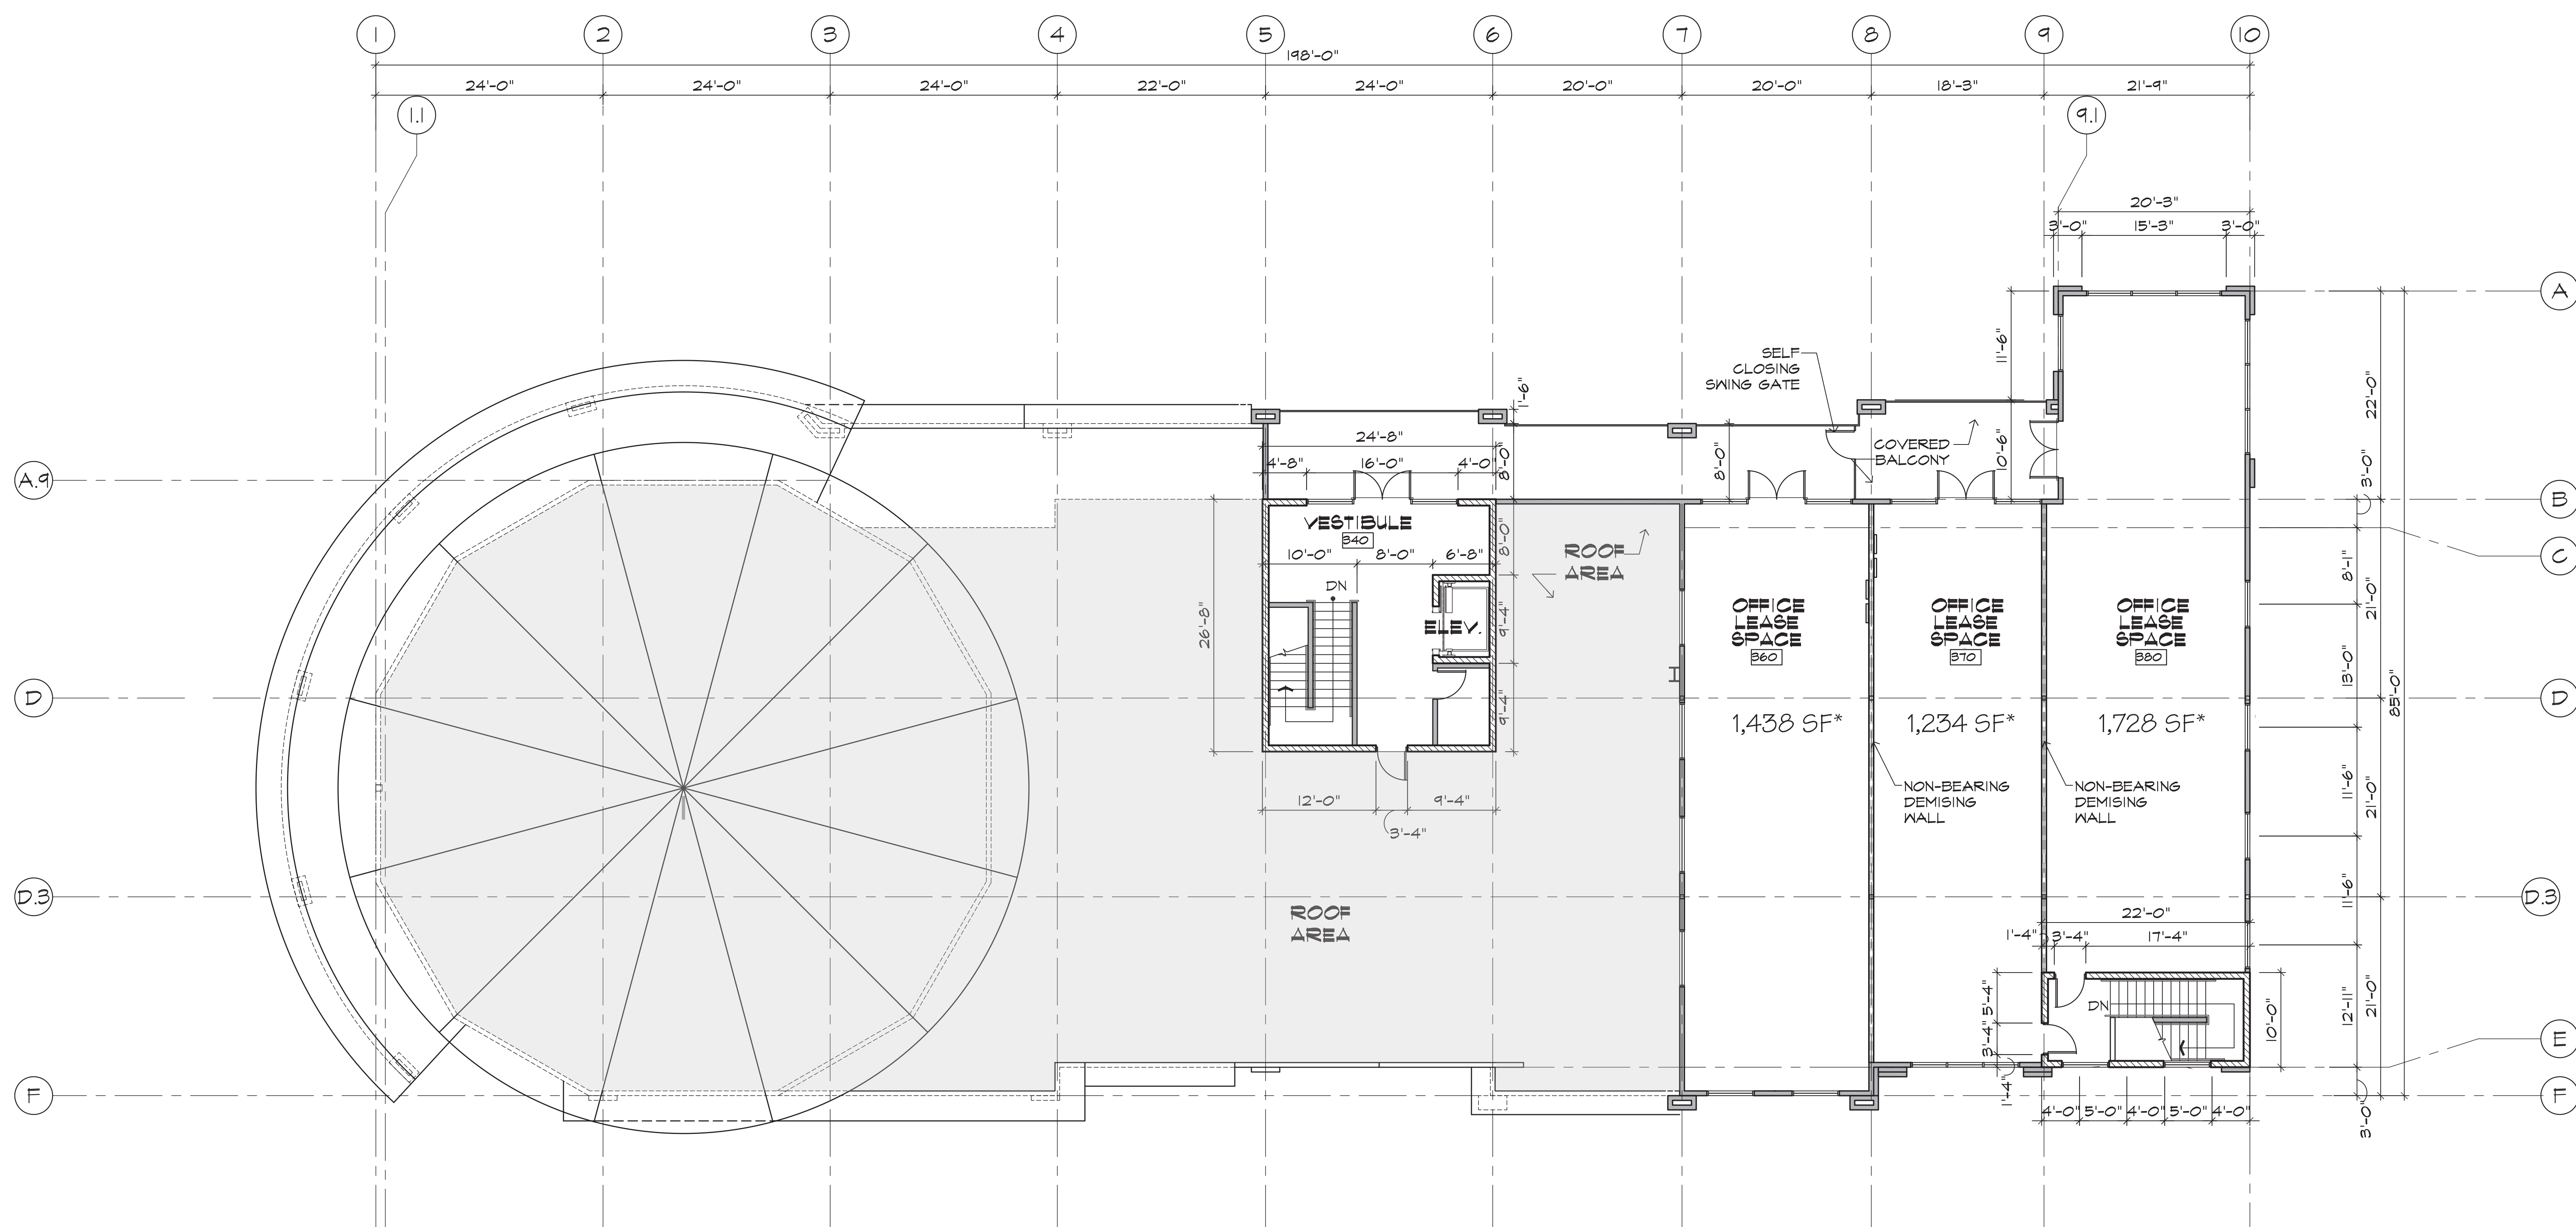 1 2 3 4 5 6 7 8 9 10
198'-0"
24'-0" 24'-0" 24'-0" 22'-0" 24'-0" 20'-0" 20'-0" 18'-3" 21'-9"
1.1 9.1
20'-3"
3'-0" 15'-3" 3'-0"
A
11'-6"
SELF
CLOSING
SWING GATE
22'-0"
1'-6"
24'-8"
COVERED
BALCONY
4'-8" 16'-0" 4'-0" 8'-0" 8'-0" 10'-6" 3'-0"
A.9
B
VESTIBULE
340
10'-0" 8'-0" 6'-8" 8'-0"
ROOF
AREA
C
8'-1"
DN
26'-8"
ELEV.
9'-4"
21'-0"
OFFICE
LEASE
SPACE
360
OFFICE
LEASE
SPACE
370
OFFICE
LEASE
SPACE
380
13'-0"
D D
9'-4"
85'-0"
1,438 SF* 1,234 SF* 1,728 SF*
NON-BEARING
DEMISING
WALL
NON-BEARING
DEMISING
WALL
11'-6" 21'-0"
12'-0" 9'-4"
3'-4"
D.3 D.3
11'-6"
ROOF
AREA
22'-0"
1'-4" 3'-4" 17'-4"
5'-4"
DN
12'-11" 21'-0"
10'-0"
3'-4"
E
1'-4"
F F
4'-0" 5'-0" 4'-0" 5'-0" 4'-0"
3'-0"